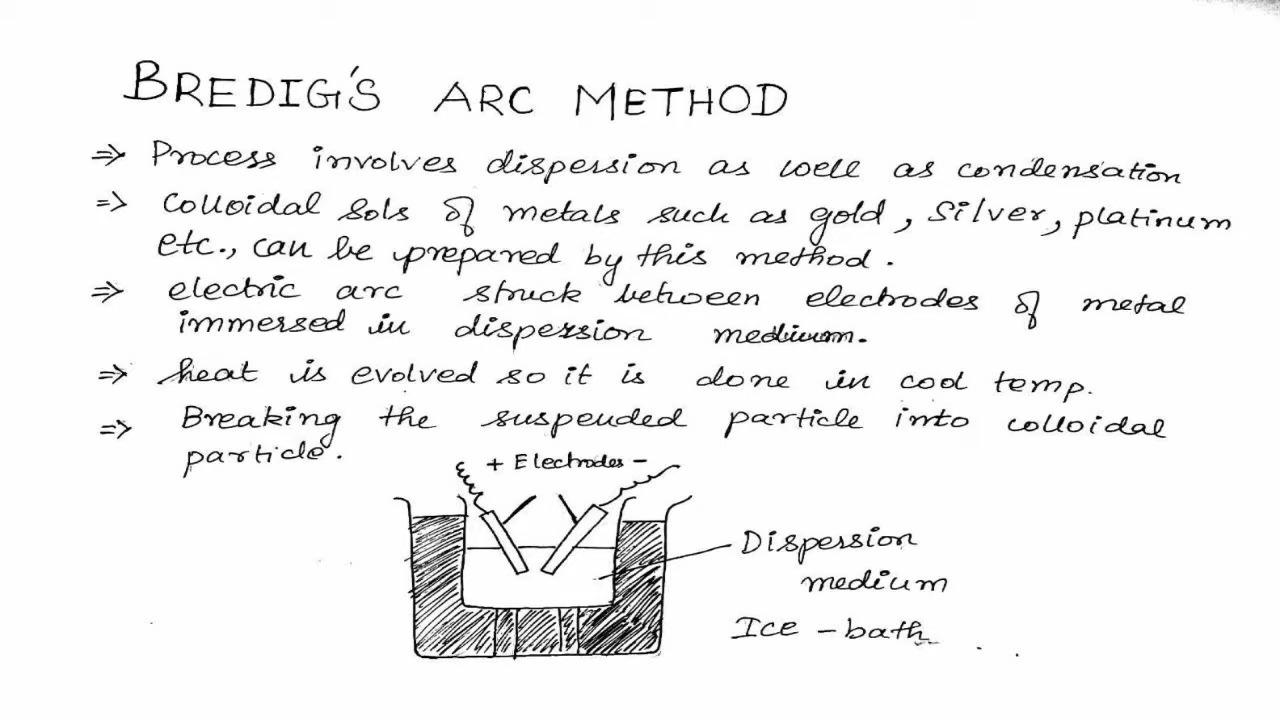 BREDIG'S ARC METHOD
⇒ Process involves dispersion as well as condensation
⇒ colloidal sols of metals such as gold, silver, platinum
etc., can be prepared by this method.
⇒ electric arc struck between electrodes of metal
immersed in dispersion medium.
⇒ heat is evolved so it is done in cool temp.
⇒ Breaking the suspended particle into colloidal
particle.
+ Electrodes -
Dispersion
medium
Ice - bath